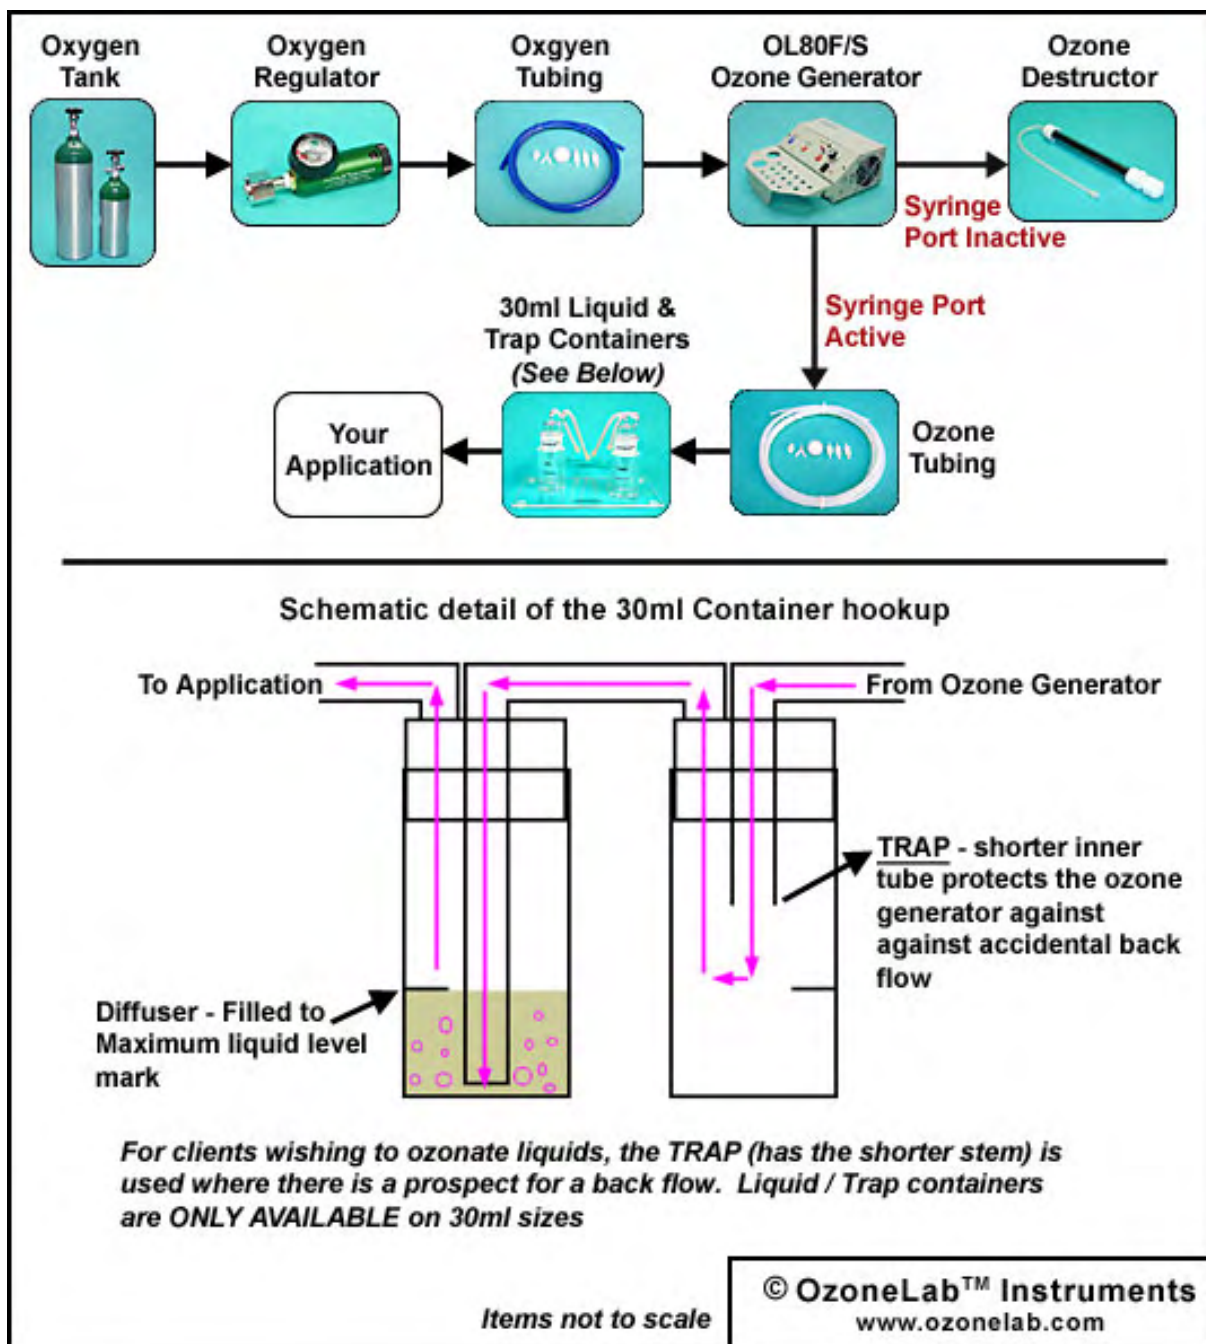 Oxygen
Tank
Oxygen
Regulator
Oxgyen
Tubing
OL80F/S
Ozone Generator
Ozone
Destructor
Syringe
Port Inactive
Syringe Port
Active
30ml Liquid &
Trap Containers
(See Below)
Your
Application
Ozone
Tubing
Schematic detail of the 30ml Container hookup
To Application
From Ozone Generator
TRAP - shorter inner
tube protects the ozone
generator against
against accidental back
flow
Diffuser - Filled to
Maximum liquid level
mark
For clients wishing to ozonate liquids, the TRAP (has the shorter stem) is
used where there is a prospect for a back flow. Liquid / Trap containers
are ONLY AVAILABLE on 30ml sizes
Items not to scale
© OzoneLab™ Instruments
www.ozonelab.com